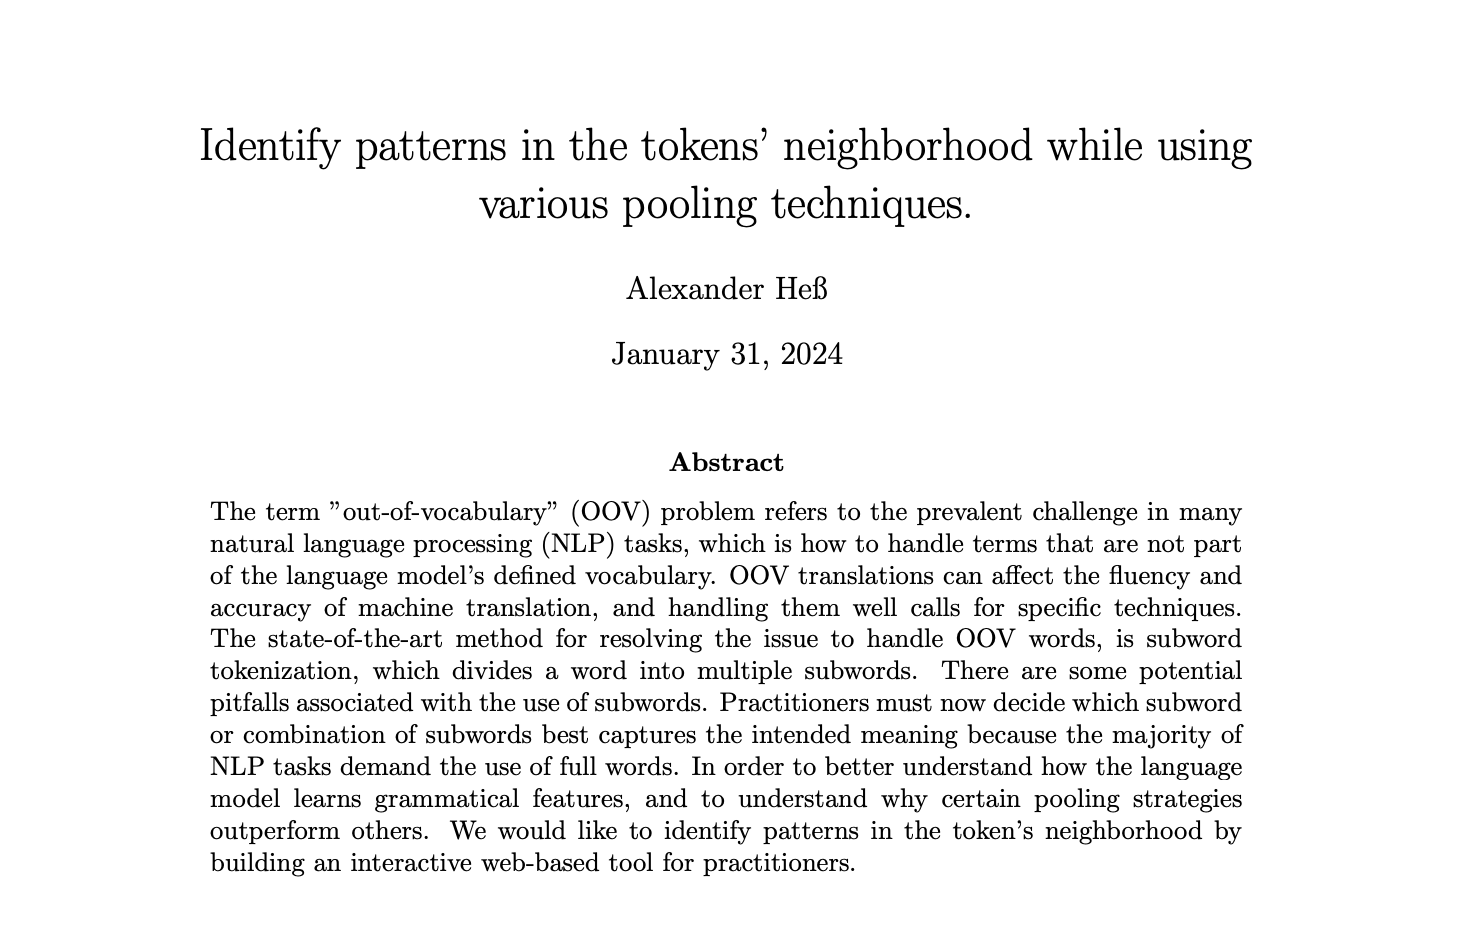 Identify patterns in the tokens’ neighborhood while using
various pooling techniques.
Alexander Heß
January 31, 2024
Abstract
The term ”out-of-vocabulary” (OOV) problem refers to the prevalent challenge in many
natural language processing (NLP) tasks, which is how to handle terms that are not part
of the language model’s defined vocabulary. OOV translations can affect the fluency and
accuracy of machine translation, and handling them well calls for specific techniques.
The state-of-the-art method for resolving the issue to handle OOV words, is subword
tokenization, which divides a word into multiple subwords. There are some potential
pitfalls associated with the use of subwords. Practitioners must now decide which subword
or combination of subwords best captures the intended meaning because the majority of
NLP tasks demand the use of full words. In order to better understand how the language
model learns grammatical features, and to understand why certain pooling strategies
outperform others. We would like to identify patterns in the token’s neighborhood by
building an interactive web-based tool for practitioners.